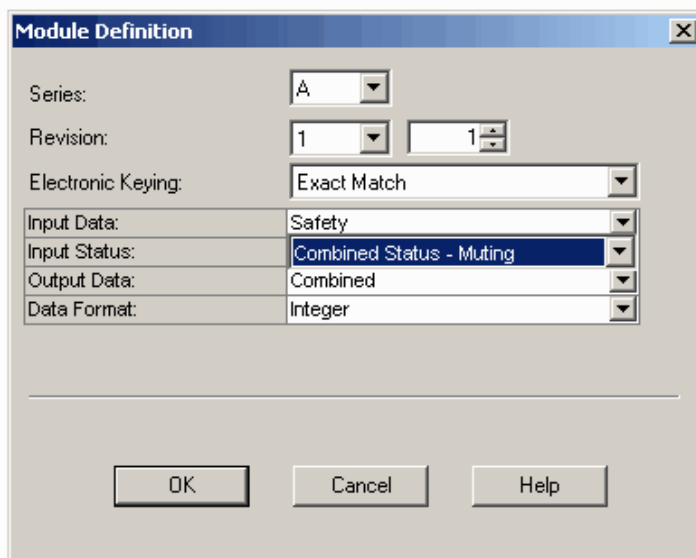 Module Definition
Series: A
Revision: 1 1
Electronic Keying: Exact Match
Input Data: Safety
Input Status: Combined Status - Muting
Output Data: Combined
Data Format: Integer
OK Cancel Help